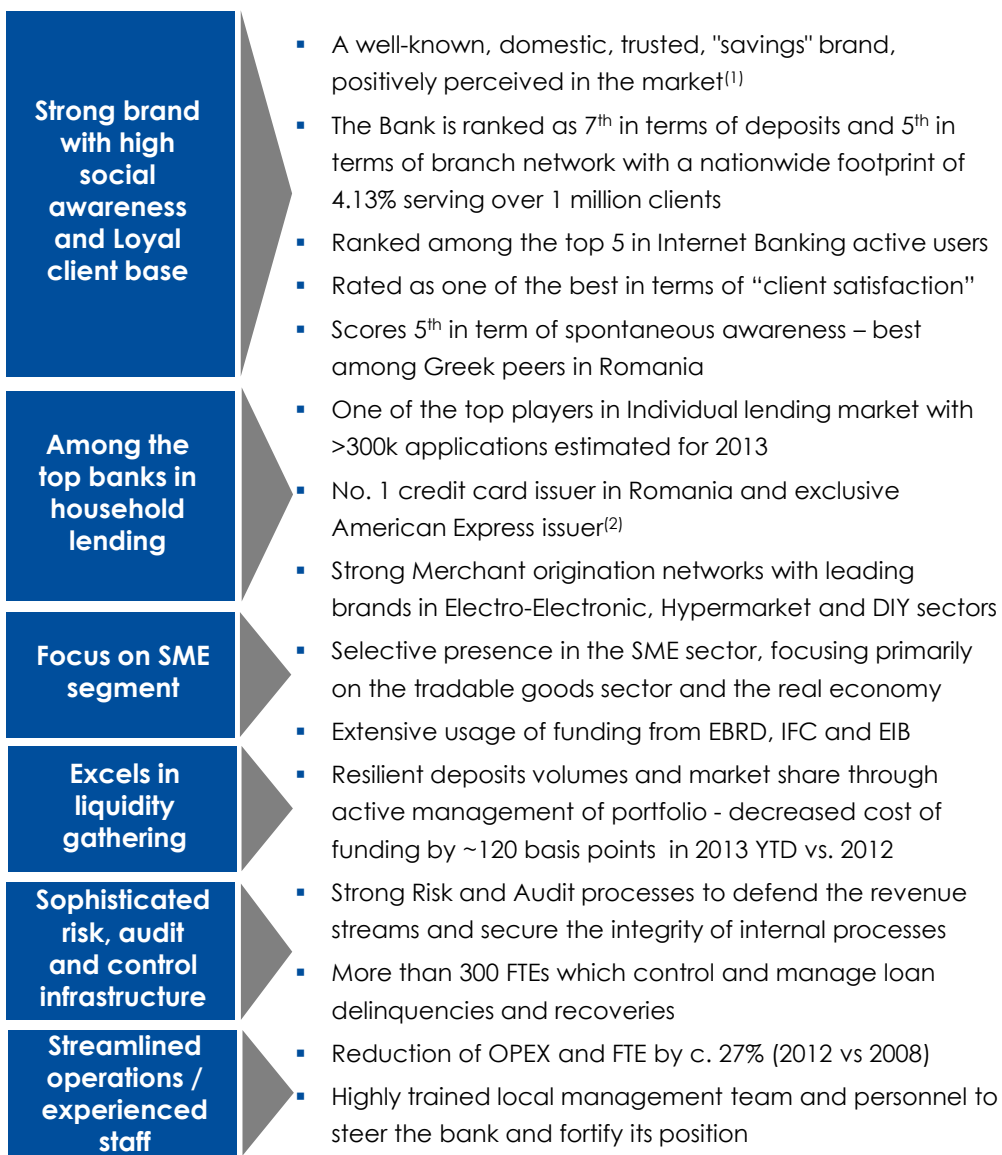 Strong brand
with high
social
awareness
and Loyal
client base
▪ A well-known, domestic, trusted, "savings" brand,
positively perceived in the market(1)
▪ The Bank is ranked as 7th in terms of deposits and 5th in
terms of branch network with a nationwide footprint of
4.13% serving over 1 million clients
▪ Ranked among the top 5 in Internet Banking active users
▪ Rated as one of the best in terms of “client satisfaction”
▪ Scores 5th in term of spontaneous awareness – best
among Greek peers in Romania
Among the
top banks in
household
lending
▪ One of the top players in Individual lending market with
>300k applications estimated for 2013
▪ No. 1 credit card issuer in Romania and exclusive
American Express issuer(2)
▪ Strong Merchant origination networks with leading
brands in Electro-Electronic, Hypermarket and DIY sectors
Focus on SME
segment
▪ Selective presence in the SME sector, focusing primarily
on the tradable goods sector and the real economy
▪ Extensive usage of funding from EBRD, IFC and EIB
Excels in
liquidity
gathering
▪ Resilient deposits volumes and market share through
active management of portfolio - decreased cost of
funding by ~120 basis points in 2013 YTD vs. 2012
Sophisticated
risk, audit
and control
infrastructure
▪ Strong Risk and Audit processes to defend the revenue
streams and secure the integrity of internal processes
▪ More than 300 FTEs which control and manage loan
delinquencies and recoveries
Streamlined
operations /
experienced
staff
▪ Reduction of OPEX and FTE by c. 27% (2012 vs 2008)
▪ Highly trained local management team and personnel to
steer the bank and fortify its position